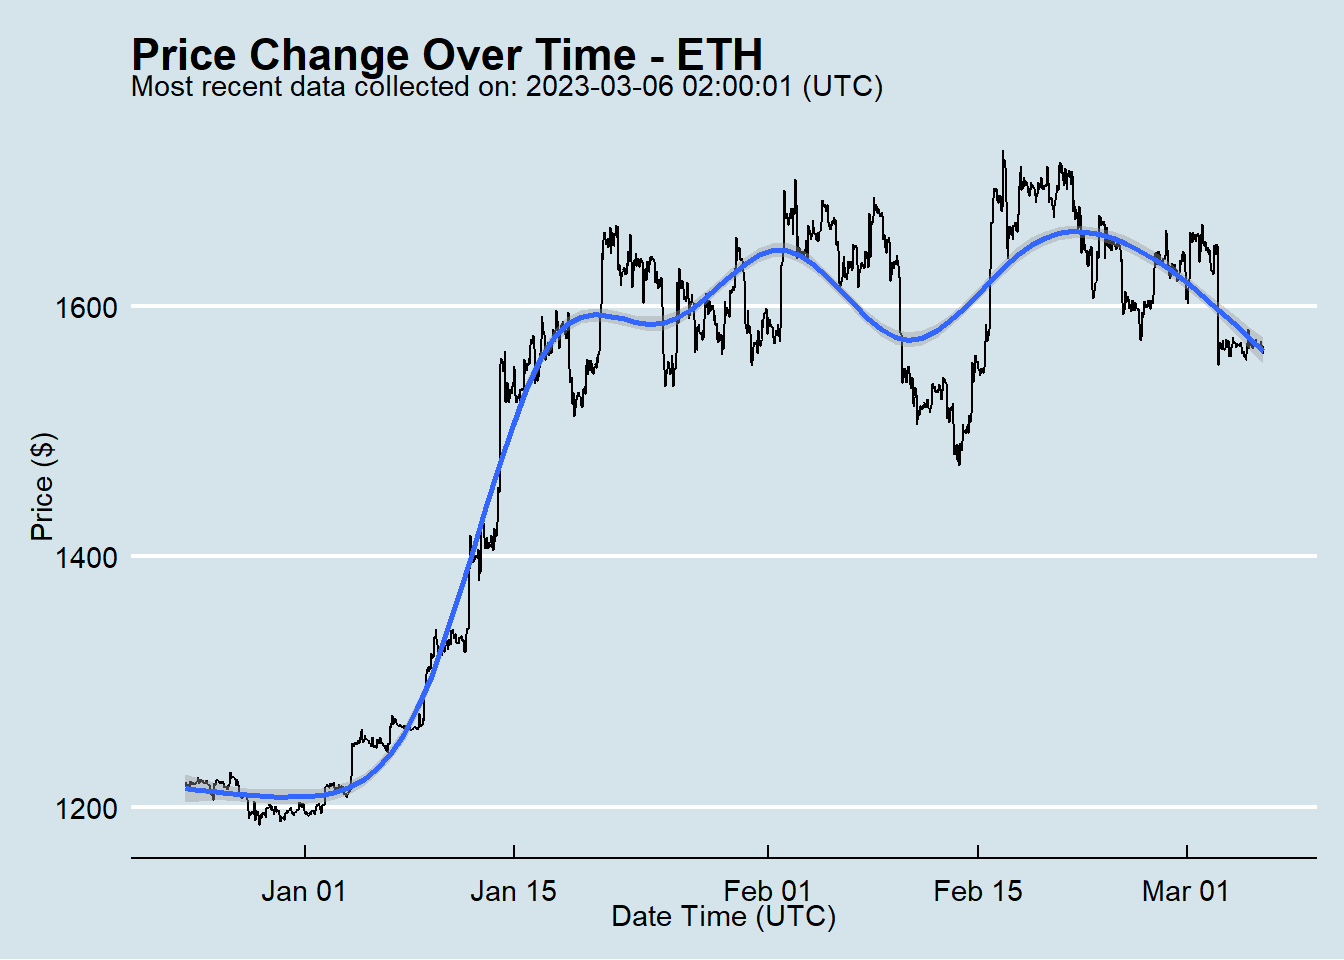 Price Change Over Time - ETH
Most recent data collected on: 2023-03-06 02:00:01 (UTC)
Price ($)
1600
1400
1200
Jan 01 Jan 15 Feb 01 Feb 15 Mar 01
Date Time (UTC)